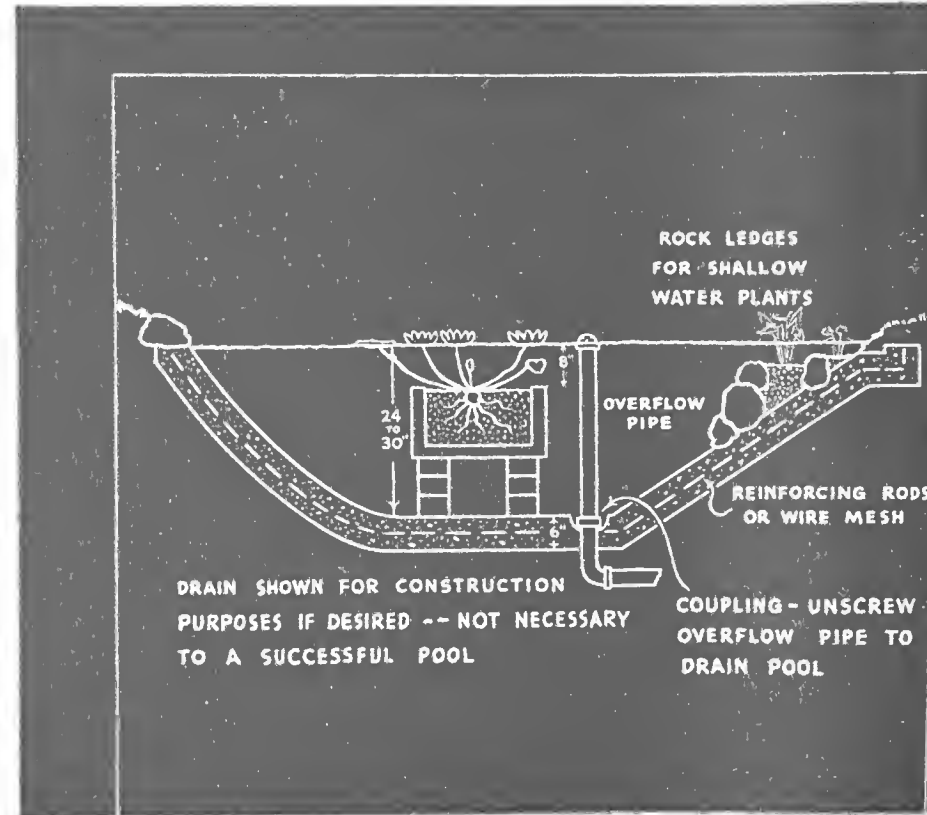 ROCK LEDGES
FOR SHALLOW
WATER PLANTS
8"
24
TO
30"
OVERFLOW
PIPE
REINFORCING RODS
OR WIRE MESH
6"
DRAIN SHOWN FOR CONSTRUCTION
PURPOSES IF DESIRED -- NOT NECESSARY
TO A SUCCESSFUL POOL
COUPLING - UNSCREW
OVERFLOW PIPE TO
DRAIN POOL